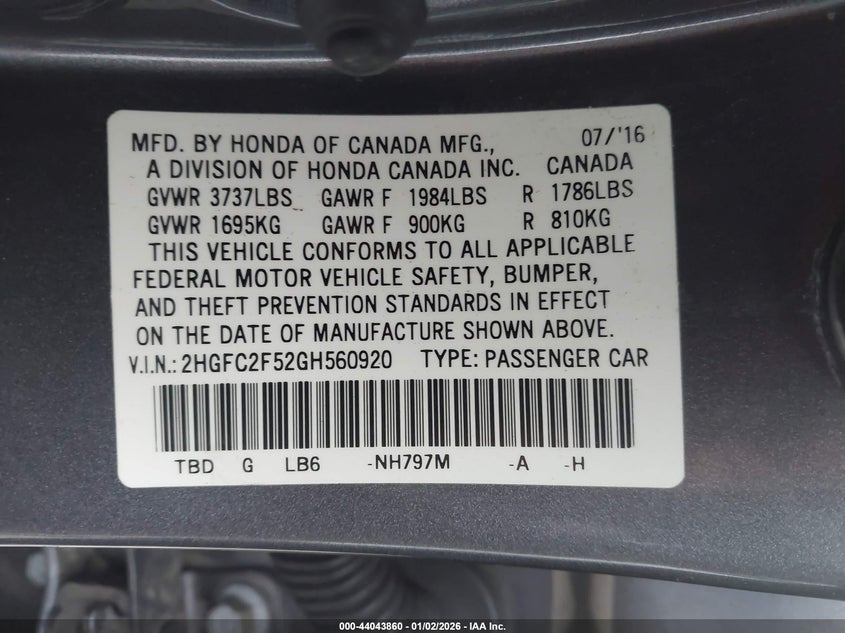 MFD. BY HONDA OF CANADA MFG., 07/'16
A DIVISION OF HONDA CANADA INC. CANADA
GVWR 3737LBS GAWR F 1984LBS R 1786LBS
GVWR 1695KG GAWR F 900KG R 810KG
THIS VEHICLE CONFORMS TO ALL APPLICABLE
FEDERAL MOTOR VEHICLE SAFETY, BUMPER,
AND THEFT PREVENTION STANDARDS IN EFFECT
ON THE DATE OF MANUFACTURE SHOWN ABOVE.
V.I.N.: 2HGFC2F52GH560920 TYPE: PASSENGER CAR
TBD G LB6 -NH797M -A -H
000-44043860 - 01/02/2026 - IAA Inc.